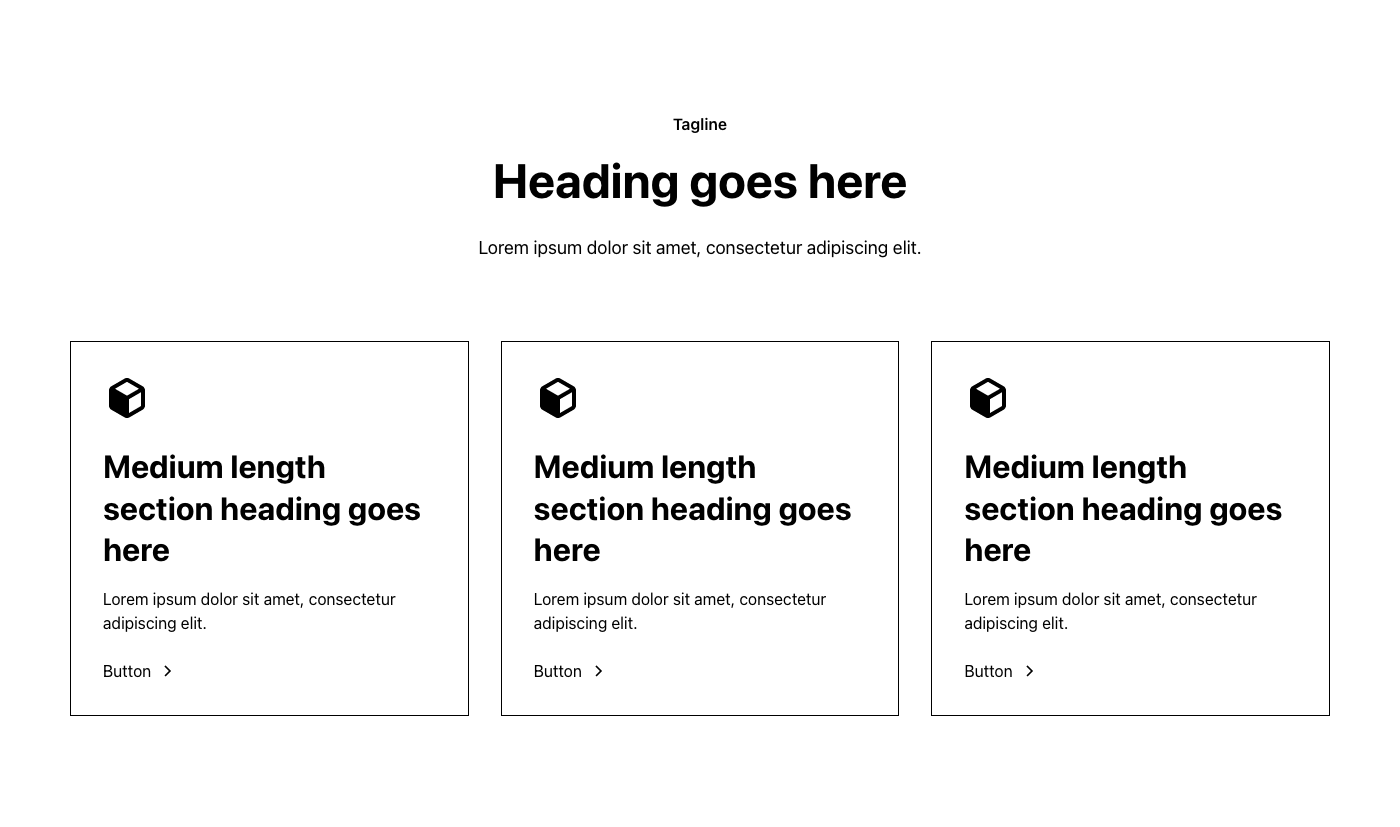 Tagline
Heading goes here
Lorem ipsum dolor sit amet, consectetur adipiscing elit.
Medium length
section heading goes
here
Lorem ipsum dolor sit amet, consectetur
adipiscing elit.
Button
Medium length
section heading goes
here
Lorem ipsum dolor sit amet, consectetur
adipiscing elit.
Button
Medium length
section heading goes
here
Lorem ipsum dolor sit amet, consectetur
adipiscing elit.
Button